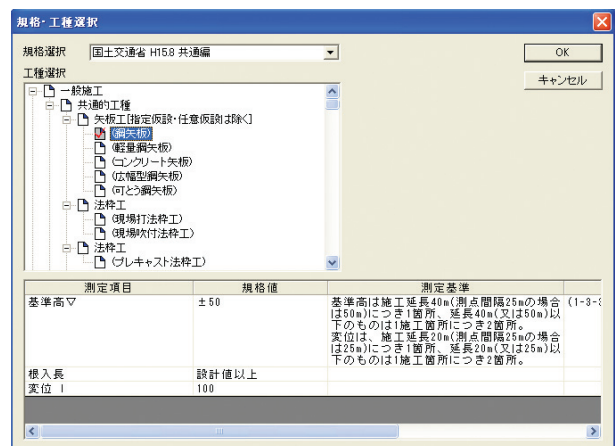 規格・工種選択
規格選択
国土交通省 H15.8 共通編
OK
工種選択
キャンセル
一般施工
共通的工種
矢板工[指定仮設・任意仮設は除く]
(鋼矢板)
(軽量鋼矢板)
(コンクリート矢板)
(広幅型鋼矢板)
(可とう鋼矢板)
法枠工
(現場打法枠工)
(現場吹付法枠工)
法枠工
(プレキャスト法枠工)
測定項目 規格値 測定基準
基準高▽ ±50 基準高は施工延長40m(測点間隔25mの場合 (1-3-3
は50m)につき1箇所、延長40m(又は50m)以
下のものは1施工箇所につき2箇所。
変位は、施工延長20m(測点間隔25mの場合
は25m)につき1箇所、延長20m(又は25m)以
下のものは1施工箇所につき2箇所。
根入長 設計値以上
変位 l 100